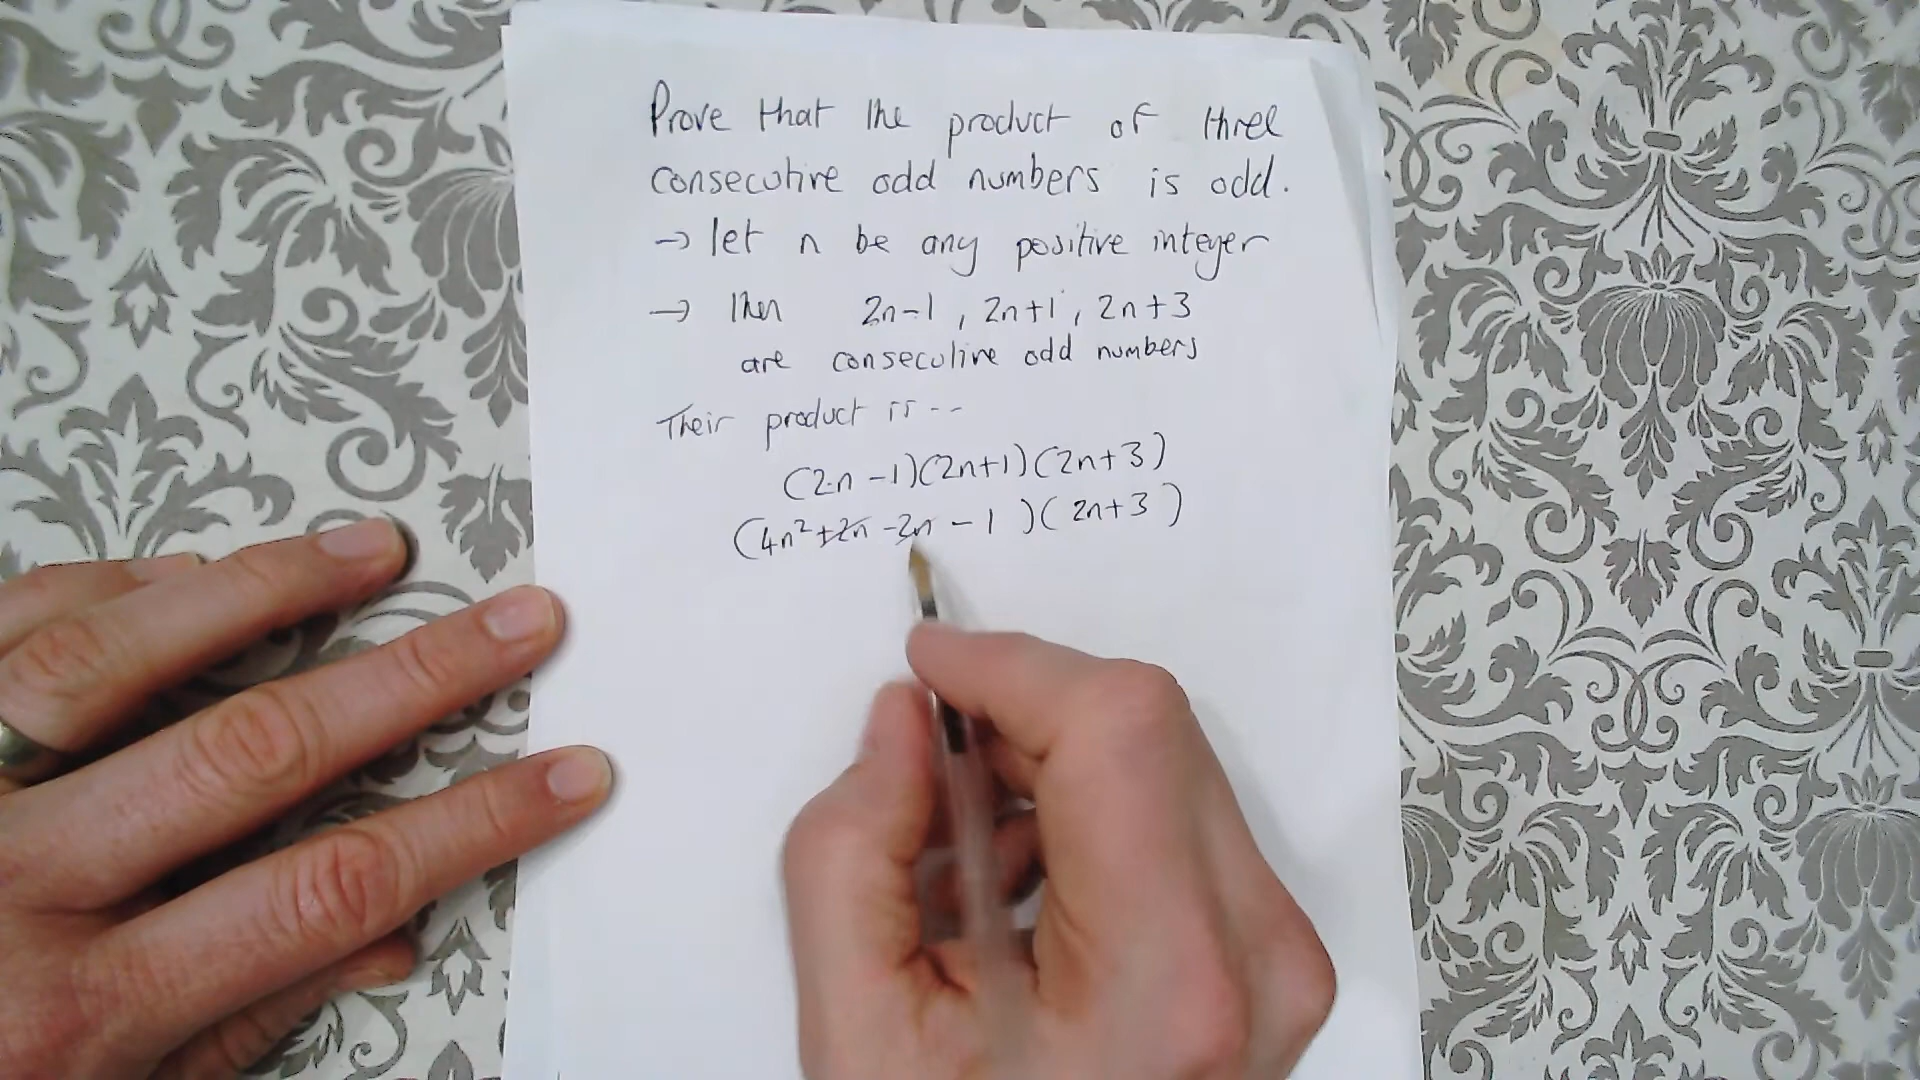 Prove that the product of three
consecutive odd numbers is odd.
→ let n be any positive integer
→ then 2n-1, 2n+1, 2n+3
are consecutive odd numbers
Their product is --
(2n -1)(2n+1)(2n+3)
(4n²+2n -2n - 1 )( 2n+3 )